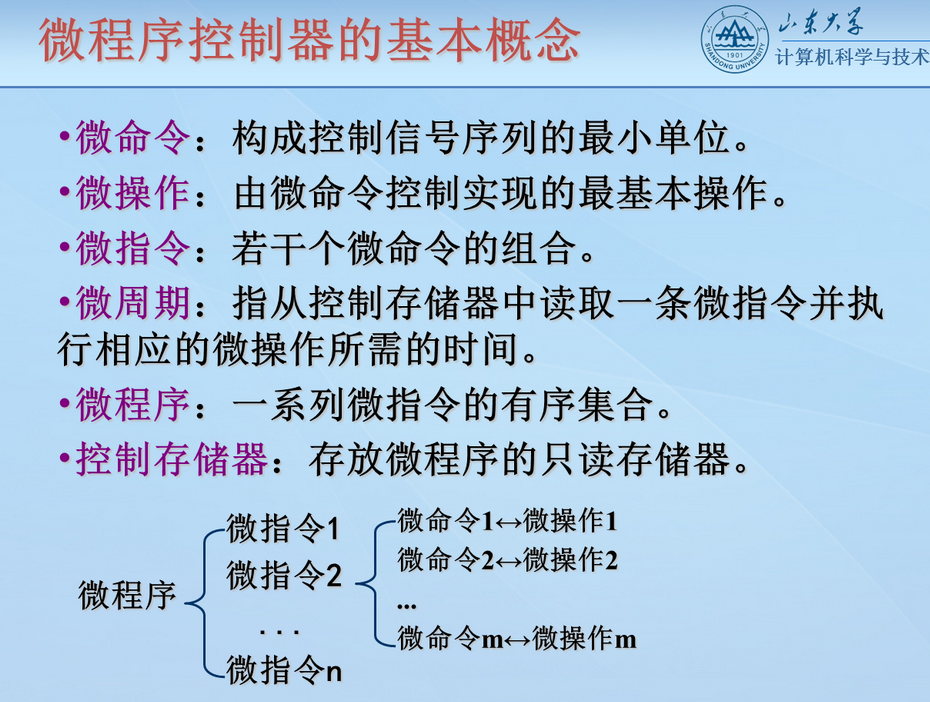 微程序控制器的基本概念
山东大学
SHANDONG UNIVERSITY
1901
计算机科学与技术
•微命令：构成控制信号序列的最小单位。
•微操作：由微命令控制实现的最基本操作。
•微指令：若干个微命令的组合。
•微周期：指从控制存储器中读取一条微指令并执
行相应的微操作所需的时间。
•微程序：一系列微指令的有序集合。
•控制存储器：存放微程序的只读存储器。
微程序
微指令1
微指令2
...
微指令n
微命令1↔微操作1
微命令2↔微操作2
...
微命令m↔微操作m